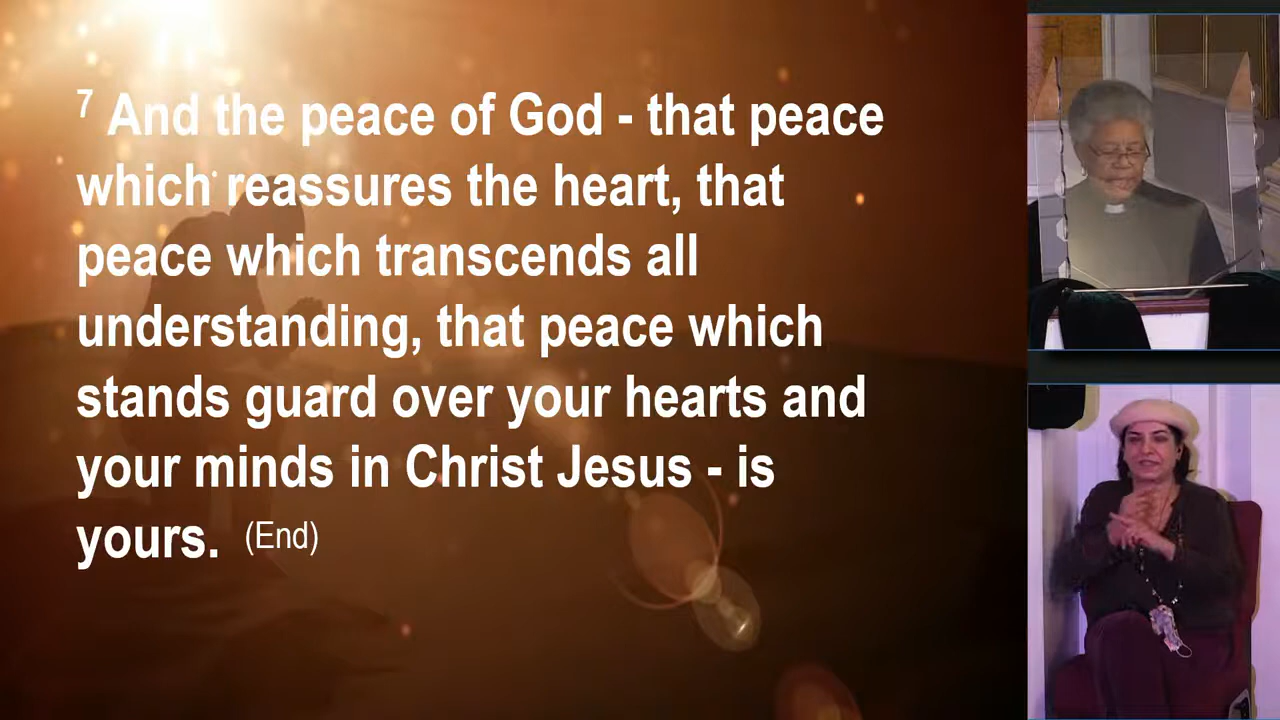 7 And the peace of God - that peace
which reassures the heart, that
peace which transcends all
understanding, that peace which
stands guard over your hearts and
your minds in Christ Jesus - is
yours. (End)